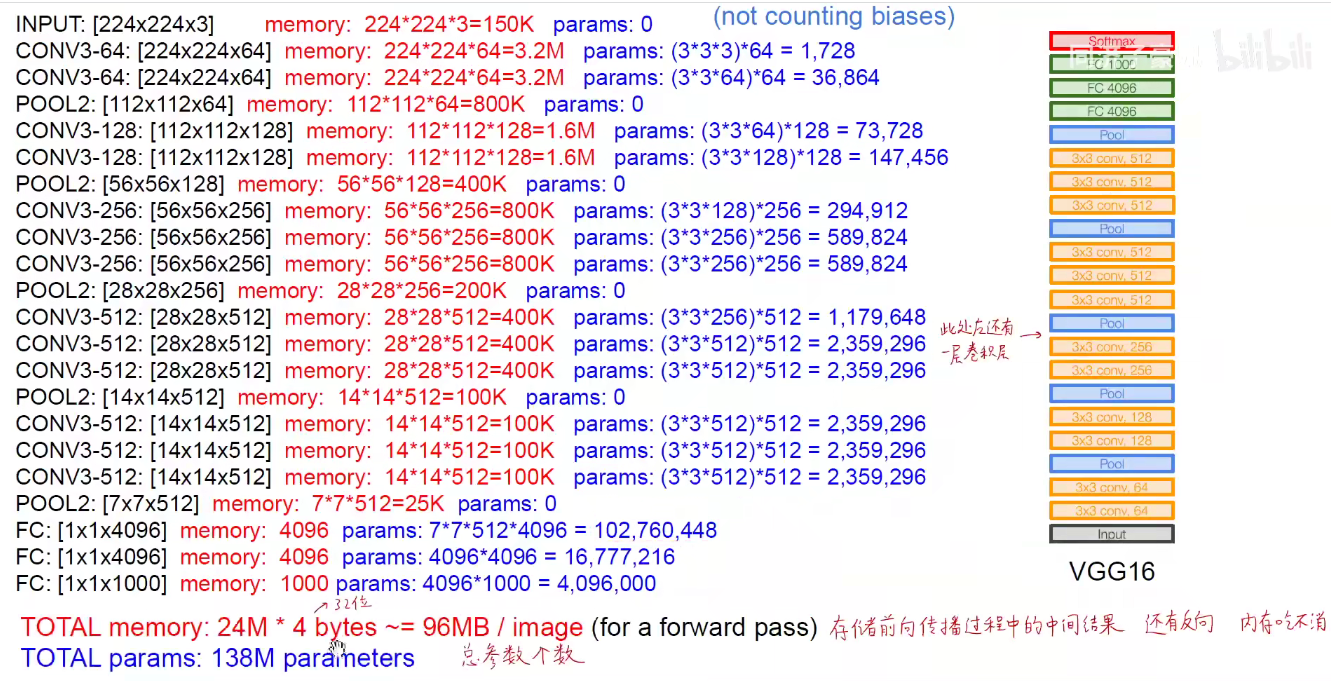 (not counting biases)
INPUT: [224x224x3] memory: 224*224*3=150K params: 0
CONV3-64: [224x224x64] memory: 224*224*64=3.2M params: (3*3*3)*64 = 1,728
CONV3-64: [224x224x64] memory: 224*224*64=3.2M params: (3*3*64)*64 = 36,864
POOL2: [112x112x64] memory: 112*112*64=800K params: 0
CONV3-128: [112x112x128] memory: 112*112*128=1.6M params: (3*3*64)*128 = 73,728
CONV3-128: [112x112x128] memory: 112*112*128=1.6M params: (3*3*128)*128 = 147,456
POOL2: [56x56x128] memory: 56*56*128=400K params: 0
CONV3-256: [56x56x256] memory: 56*56*256=800K params: (3*3*128)*256 = 294,912
CONV3-256: [56x56x256] memory: 56*56*256=800K params: (3*3*256)*256 = 589,824
CONV3-256: [56x56x256] memory: 56*56*256=800K params: (3*3*256)*256 = 589,824
POOL2: [28x28x256] memory: 28*28*256=200K params: 0
CONV3-512: [28x28x512] memory: 28*28*512=400K params: (3*3*256)*512 = 1,179,648
CONV3-512: [28x28x512] memory: 28*28*512=400K params: (3*3*512)*512 = 2,359,296
CONV3-512: [28x28x512] memory: 28*28*512=400K params: (3*3*512)*512 = 2,359,296
POOL2: [14x14x512] memory: 14*14*512=100K params: 0
CONV3-512: [14x14x512] memory: 14*14*512=100K params: (3*3*512)*512 = 2,359,296
CONV3-512: [14x14x512] memory: 14*14*512=100K params: (3*3*512)*512 = 2,359,296
CONV3-512: [14x14x512] memory: 14*14*512=100K params: (3*3*512)*512 = 2,359,296
POOL2: [7x7x512] memory: 7*7*512=25K params: 0
FC: [1x1x4096] memory: 4096 params: 7*7*512*4096 = 102,760,448
FC: [1x1x4096] memory: 4096 params: 4096*4096 = 16,777,216
FC: [1x1x1000] memory: 1000 params: 4096*1000 = 4,096,000
32位
TOTAL memory: 24M * 4 bytes ~= 96MB / image (for a forward pass) 存储前向传播过程中的中间结果 还有反向 内存吃不消
TOTAL params: 138M parameters 总参数个数
此处应还有
一层卷积层
bilibili
Softmax
FC 1000
FC 4096
FC 4096
Pool
3x3 conv, 512
3x3 conv, 512
3x3 conv, 512
Pool
3x3 conv, 512
3x3 conv, 512
3x3 conv, 512
Pool
3x3 conv, 256
3x3 conv, 256
Pool
3x3 conv, 128
3x3 conv, 128
Pool
3x3 conv, 64
3x3 conv, 64
Input
VGG16